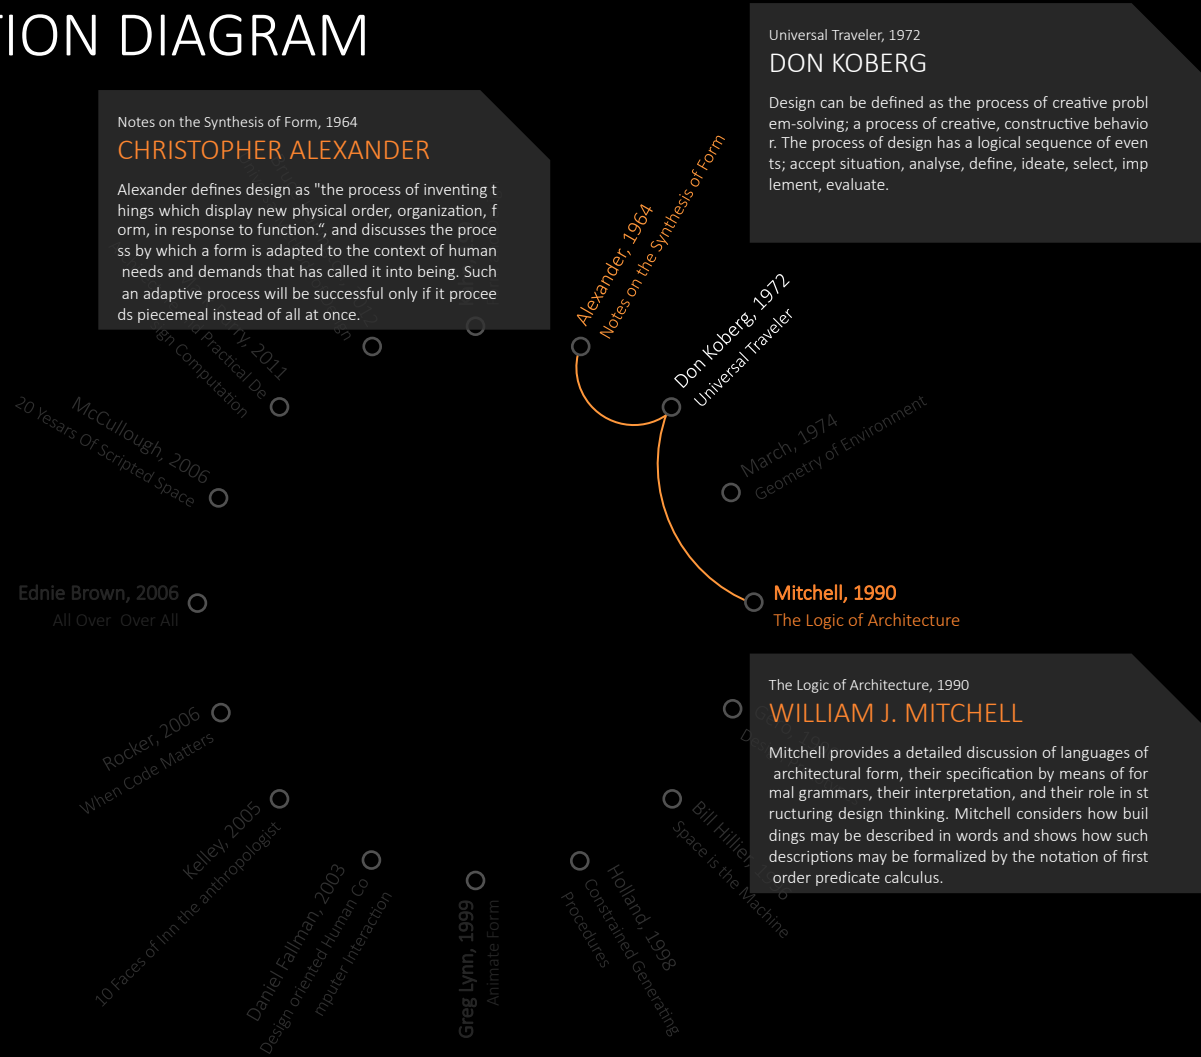 TION DIAGRAM
Notes on the Synthesis of Form, 1964
CHRISTOPHER ALEXANDER
Alexander defines design as "the process of inventing t
hings which display new physical order, organization, f
orm, in response to function.“, and discusses the proce
ss by which a form is adapted to the context of human
needs and demands that has called it into being. Such
an adaptive process will be successful only if it procee
ds piecemeal instead of all at once.
Universal Traveler, 1972
DON KOBERG
Design can be defined as the process of creative probl
em-solving; a process of creative, constructive behavio
r. The process of design has a logical sequence of even
ts; accept situation, analyse, define, ideate, select, imp
lement, evaluate.
Alexander, 1964
Notes on the Synthesis of Form
Don Koberg, 1972
Universal Traveler
March, 1974
Geometry of Environment
Mitchell, 1990
The Logic of Architecture
The Logic of Architecture, 1990
WILLIAM J. MITCHELL
Mitchell provides a detailed discussion of languages of
architectural form, their specification by means of for
mal grammars, their interpretation, and their role in st
ructuring design thinking. Mitchell considers how buil
dings may be described in words and shows how such
descriptions may be formalized by the notation of first
order predicate calculus.
Bill Hillier,
Space is the Machine
Holland, 1998
Constrained Generating
Procedures
Greg Lynn, 1999
Animate Form
Daniel Fallman, 2003
Design oriented Human Co
mputer Interaction
Kelley, 2005
10 Faces of Inn the anthropologist
Rocker, 2006
When Code Matters
Ednie Brown, 2006
All Over Over All
McCullough, 2006
20 Yesars Of Scripted Space
2011
Practical De
sign Computation